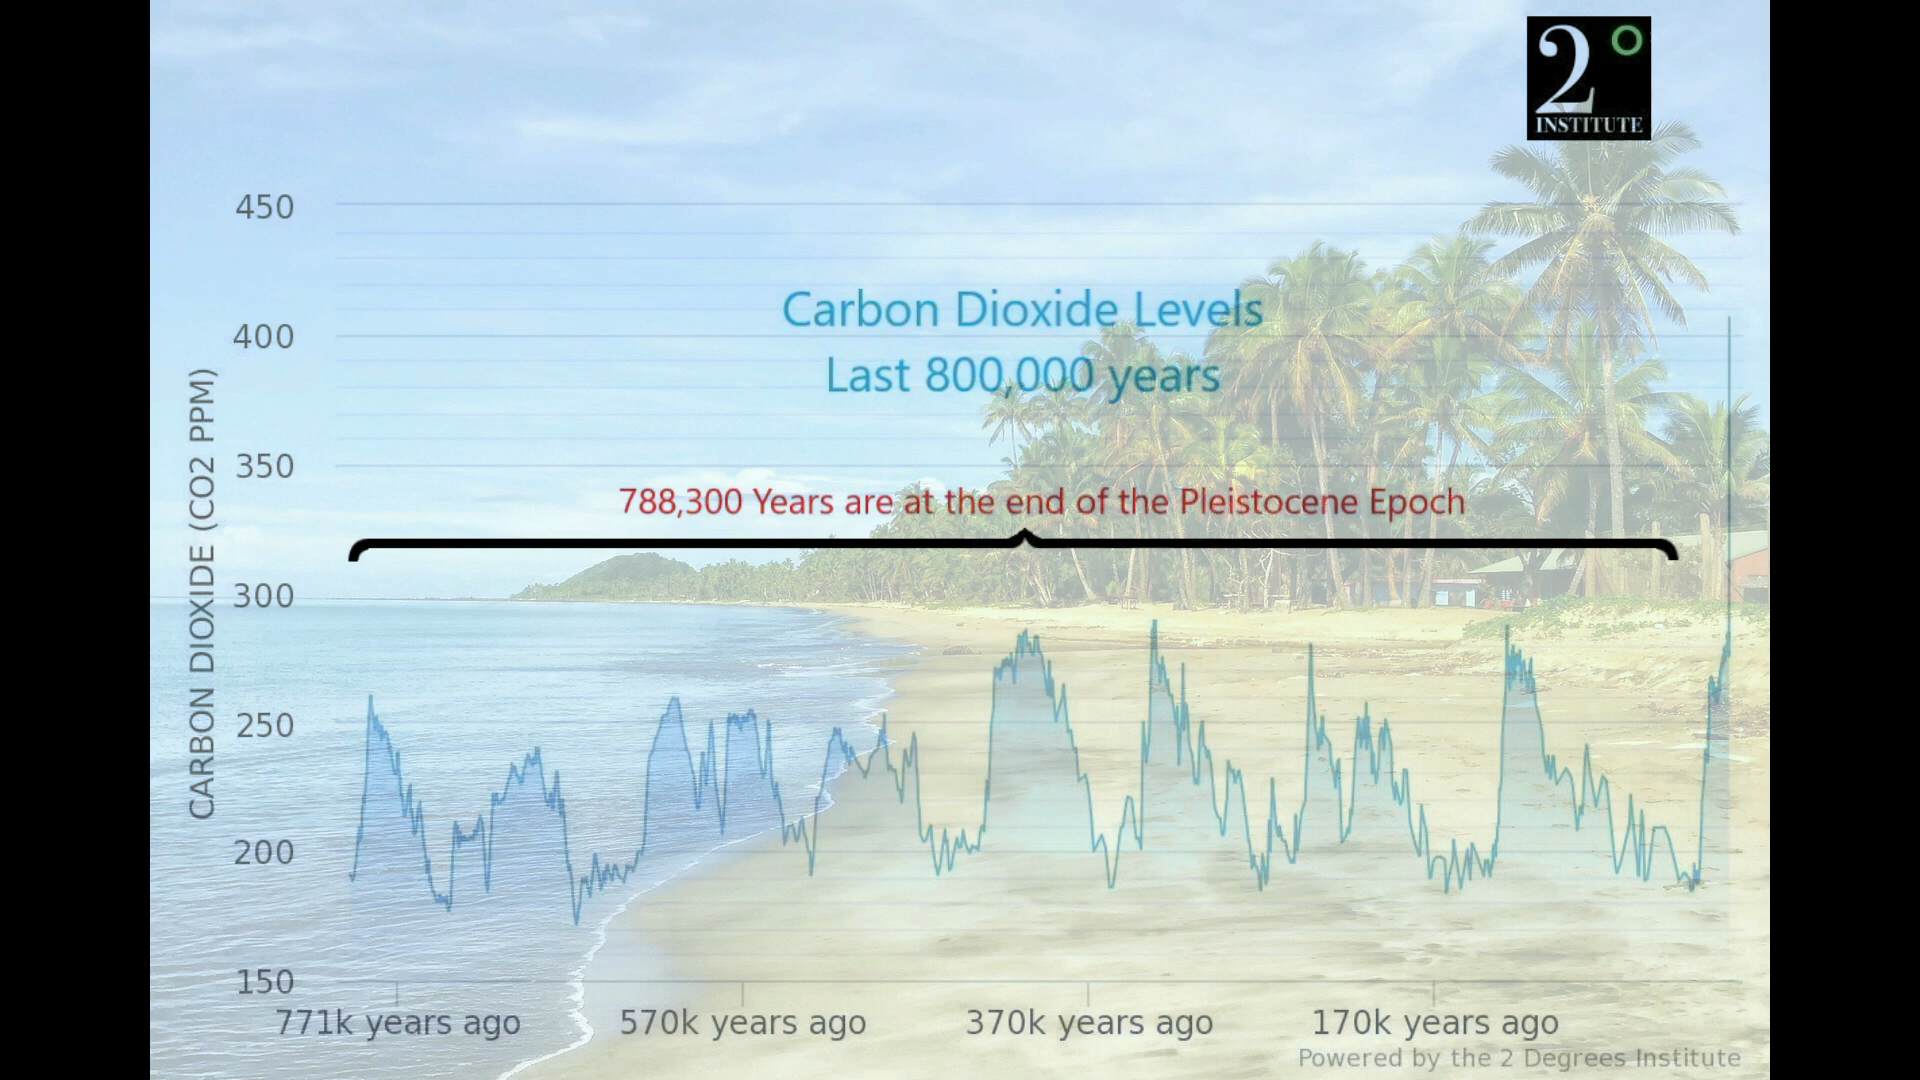 2°
INSTITUTE
450
Carbon Dioxide Levels
400
Last 800,000 years
CARBON DIOXIDE (CO2 PPM)
350
788,300 Years are at the end of the Pleistocene Epoch
300
250
200
150
771k years ago 570k years ago 370k years ago 170k years ago
Powered by the 2 Degrees Institute